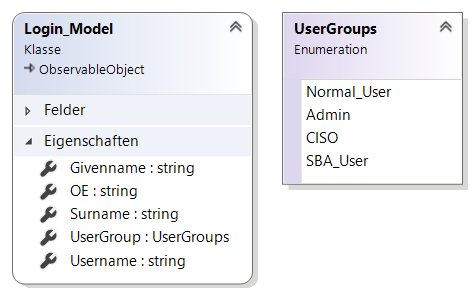 Login_Model
Klasse
ObservableObject
Felder
Eigenschaften
Givenname : string
OE : string
Surname : string
UserGroup : UserGroups
Username : string
UserGroups
Enumeration
Normal_User
Admin
CISO
SBA_User